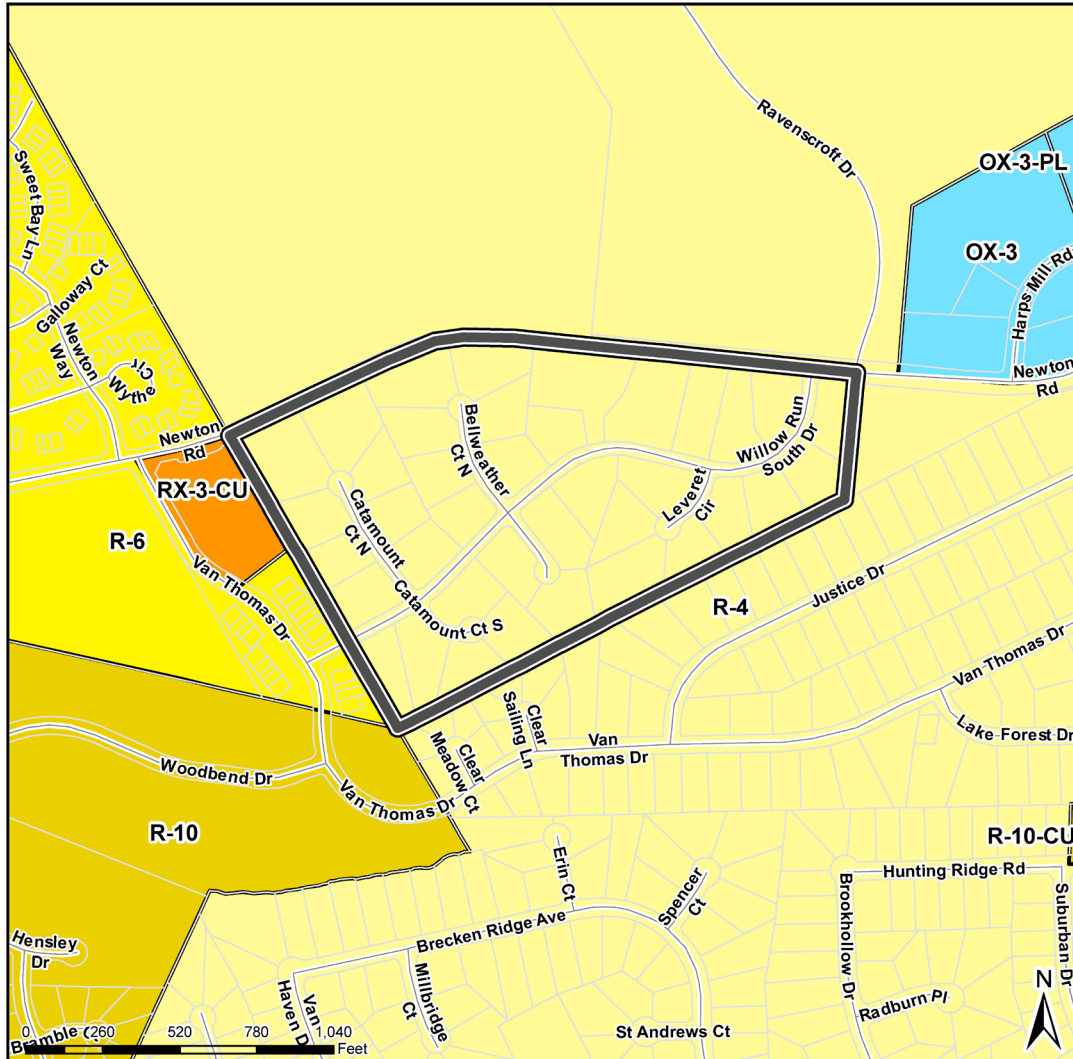 Ravenscroft Dr
OX-3-PL
Sweet Bay Ln
OX-3
Galloway Ct
Harps Mill Rd
Newton
Way
Wythe
Cir
Newton
Rd
Newton
Rd
Bellweather
Ct N
Willow Run
South Dr
RX-3-CU
Leveret
Cir
Catamount
Ct N
R-6
Van Thomas Dr
Justice Dr
R-4
Catamount Ct S
Van Thomas Dr
Clear
Sailing Ln
Lake Forest Dr
Van
Thomas Dr
Clear
Meadow Ct
Woodbend Dr
Van Thomas Dr
R-10
R-10-CU
Erin Ct
Hunting Ridge Rd
Spencer
Ct
Brookhollow Dr
Suburban Dr
Brecken Ridge Ave
Hensley
Dr
Millbridge
Ct
Van
Haven Dr
Radburn Pl
N
St Andrews Ct
Bramble Ct
0 260 520 780 1,040
Feet